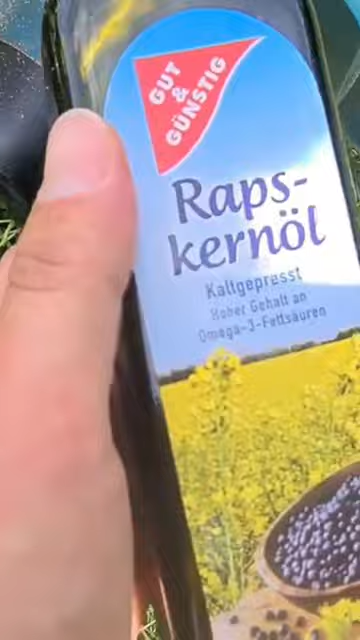 GUT
&
GÜNSTIG
Raps-
kernöl
Kaltgepresst
Hoher Gehalt an
Omega-3-Fettsäuren